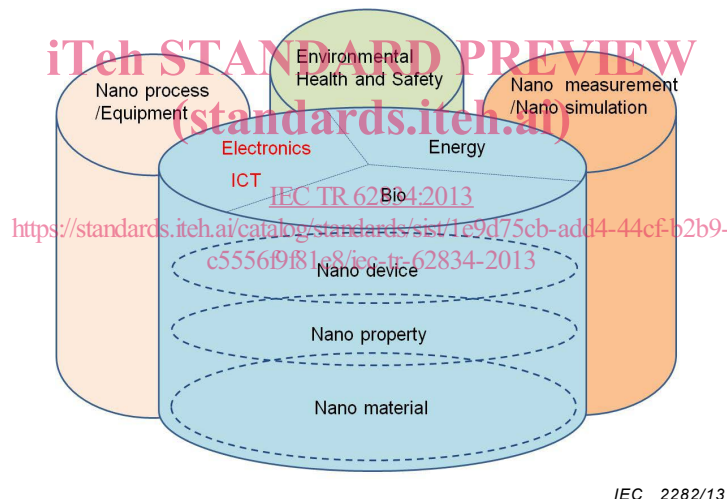 iTeh STANDARD PREVIEW
(standards.iteh.ai)
IEC TR 62834:2013
https://standards.iteh.ai/catalog/standards/sist/1e9d75cb-add4-44cf-b2b9-
c5556f9f81e8/iec-tr-62834-2013
Environmental
Health and Safety
Nano process
/Equipment
Nano measurement
/Nano simulation
Electronics
ICT
Energy
Bio
Nano device
Nano property
Nano material
IEC 2282/13